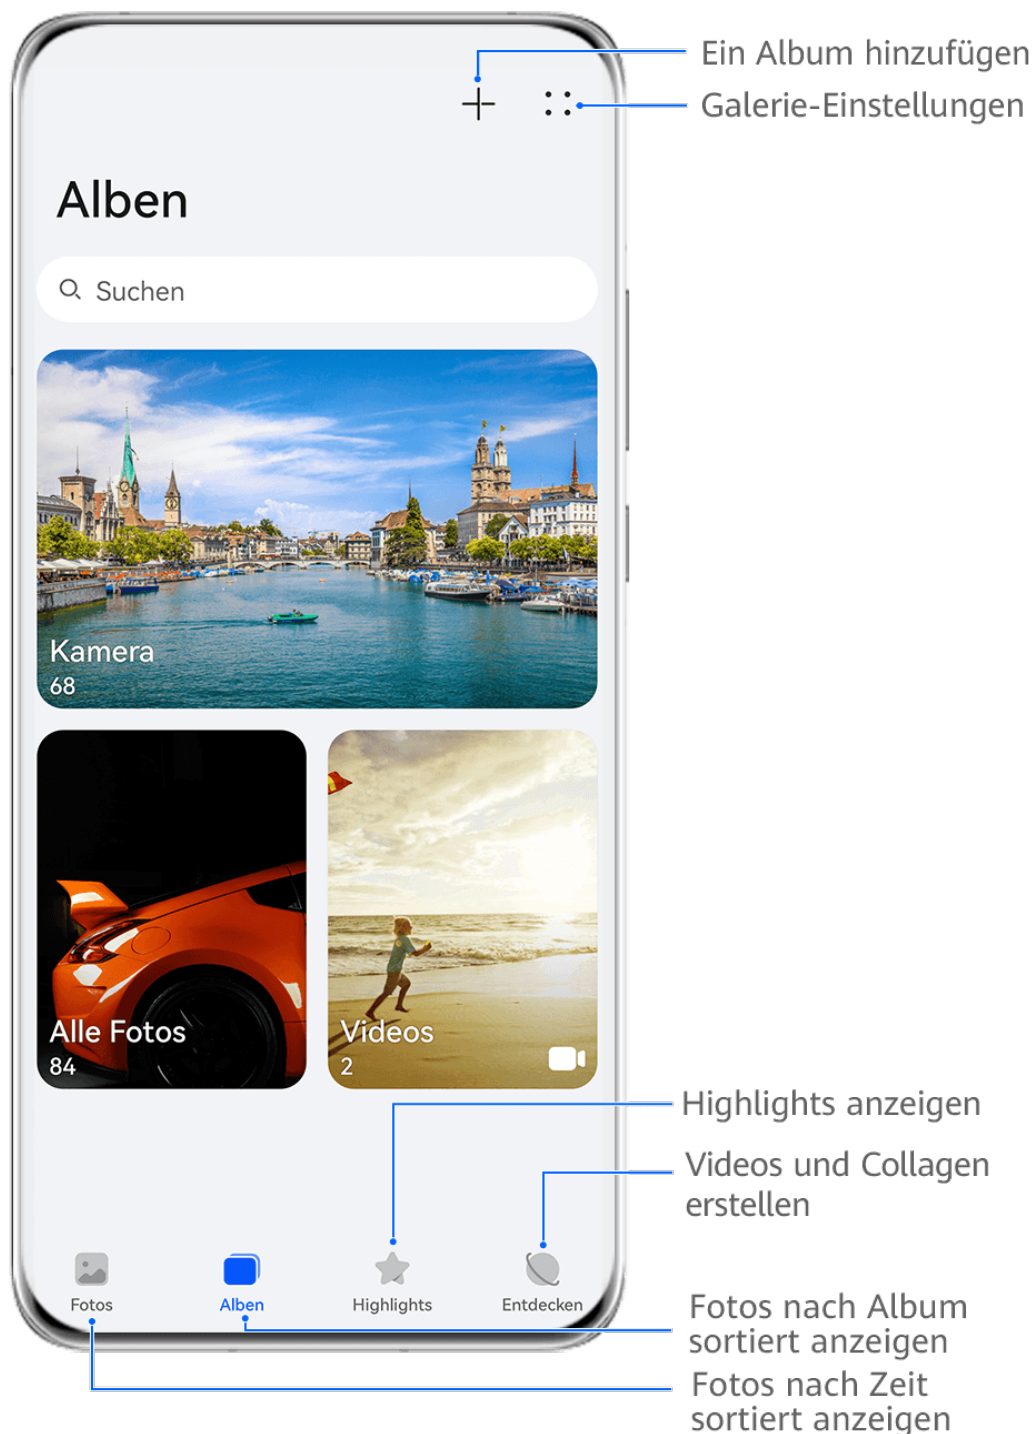 Ein Album hinzufügen
Galerie-Einstellungen
Alben
Suchen
Kamera
68
Alle Fotos
84
Videos
2
Highlights anzeigen
Videos und Collagen
erstellen
Fotos
Alben
Highlights
Entdecken
Fotos nach Album
sortiert anzeigen
Fotos nach Zeit
sortiert anzeigen